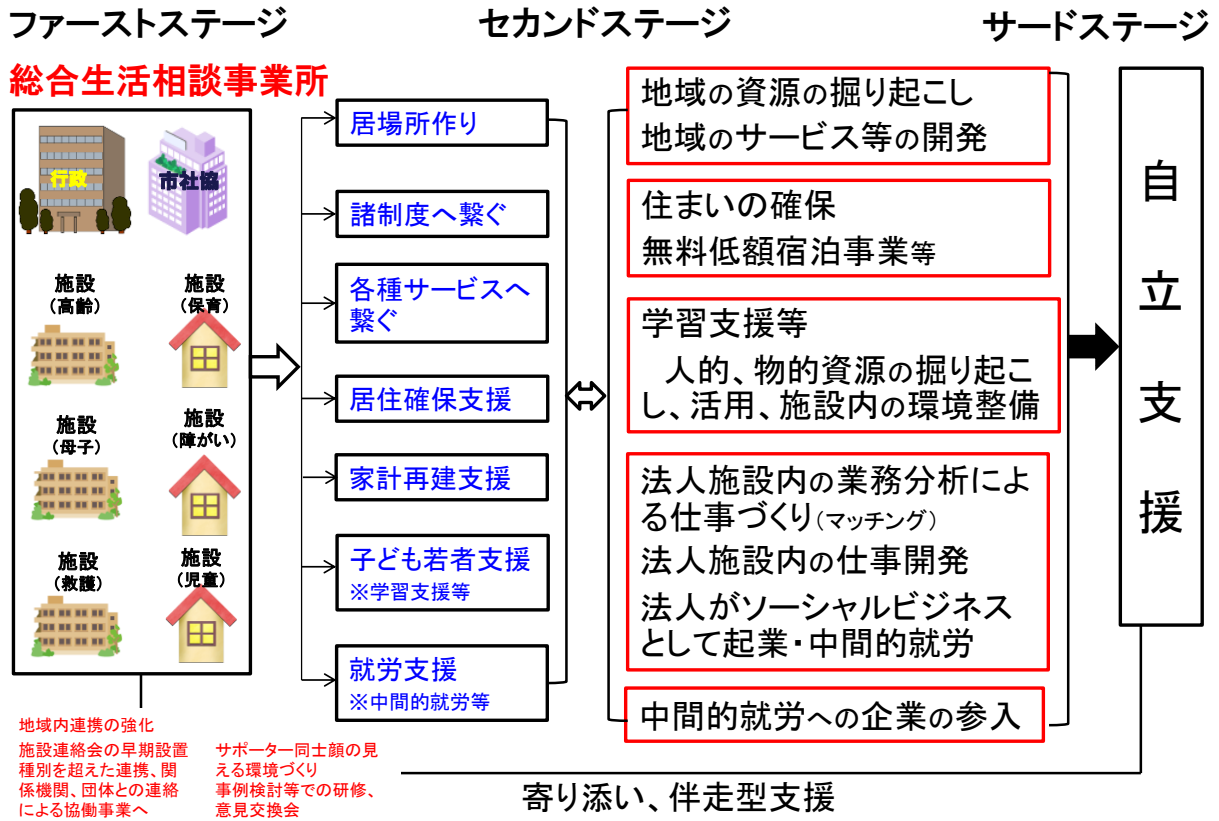 ファーストステージ
セカンドステージ
サードステージ
総合生活相談事業所
行政
市社協
施設
(高齢)
施設
(保育)
施設
(母子)
施設
(障がい)
施設
(救護)
施設
(児童)
地域内連携の強化
施設連絡会の早期設置
種別を超えた連携、関
係機関、団体との連絡
による協働事業へ
サポーター同士顔の見
える環境づくり
事例検討等での研修、
意見交換会
居場所作り
諸制度へ繋ぐ
各種サービスへ
繋ぐ
居住確保支援
家計再建支援
子ども若者支援
※学習支援等
就労支援
※中間的就労等
地域の資源の掘り起こし
地域のサービス等の開発
住まいの確保
無料低額宿泊事業等
学習支援等
人的、物的資源の掘り起こ
し、活用、施設内の環境整備
法人施設内の業務分析によ
る仕事づくり(マッチング)
法人施設内の仕事開発
法人がソーシャルビジネス
として起業・中間的就労
中間的就労への企業の参入
自立支援
寄り添い、伴走型支援